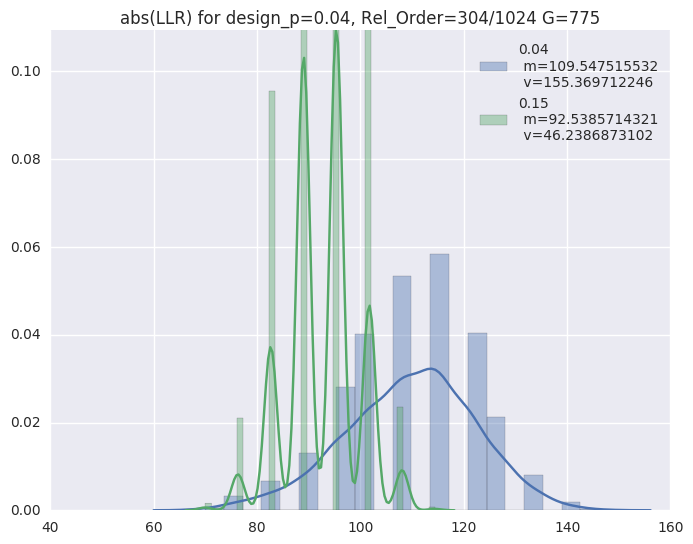 abs(LLR) for design_p=0.04, Rel_Order=304/1024 G=775
0.04
m=109.547515532
v=155.369712246
0.15
m=92.5385714321
v=46.2386873102
0.10
0.08
0.06
0.04
0.02
0.00
40 60 80 100 120 140 160